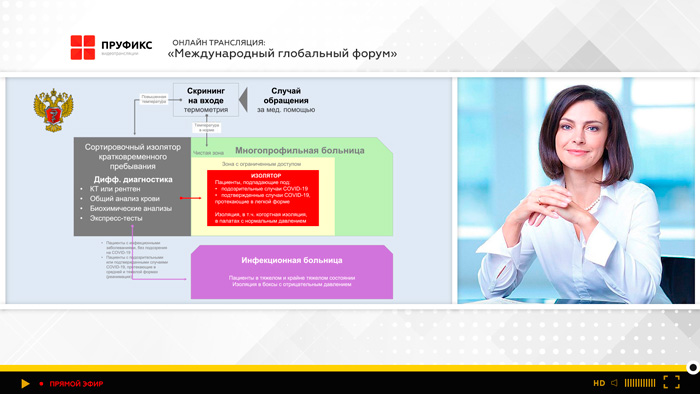 ПРУФИКС
ВИДЕОТРАНСЛЯЦИИ
ОНЛАЙН ТРАНСЛЯЦИЯ:
«Международный глобальный форум»
Повышенная
температура
Скрининг
на входе
термометрия
Случай
обращения
за мед. помощью
Температура
в норме
Сортировочный изолятор
кратковременного
пребывания
Дифф. диагностика
• КТ или рентген
• Общий анализ крови
• Биохимические анализы
• Экспресс-тесты
Чистая зона
Многопрофильная больница
Зона с ограниченным доступом
ИЗОЛЯТОР
Пациенты, подпадающие под:
• подозрительные случаи COVID-19
• подтвержденные случаи COVID-19,
протекающие в легкой форме
Изоляция, в т.ч. когортная изоляция,
в палатах с нормальным давлением
• Пациенты с инфекционными
заболеваниями, без подозрения
на COVID-19
• Пациенты с подозрительными
или подтвержденными случаями
COVID-19, протекающие в
средней и тяжелой формах
(реанимация)
Инфекционная больница
Пациенты в тяжелом и крайне тяжелом состоянии
Изоляция в боксы с отрицательным давлением
ПРЯМОЙ ЭФИР
HD